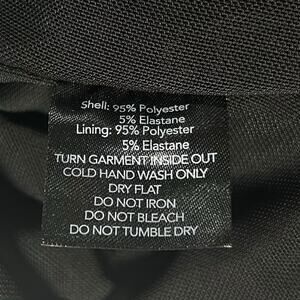 Shell: 95% Polyester
5% Elastane
Lining: 95% Polyester
5% Elastane
TURN GARMENT INSIDE OUT
COLD HAND WASH ONLY
DRY FLAT
DO NOT IRON
DO NOT BLEACH
DO NOT TUMBLE DRY